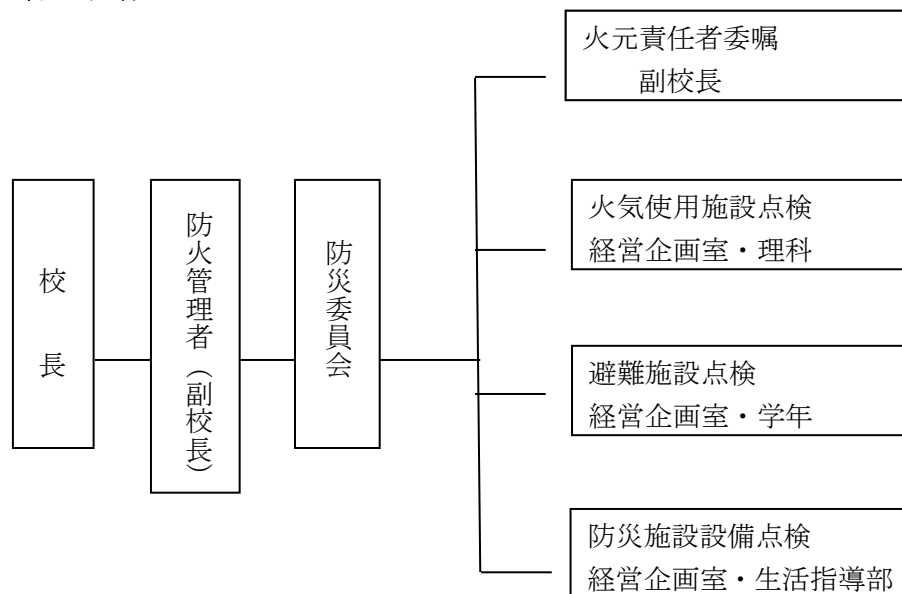 校長
防火管理者（副校長）
防災委員会
火元責任者委嘱
副校長
火気使用施設点検
経営企画室・理科
避難施設点検
経営企画室・学年
防災施設設備点検
経営企画室・生活指導部